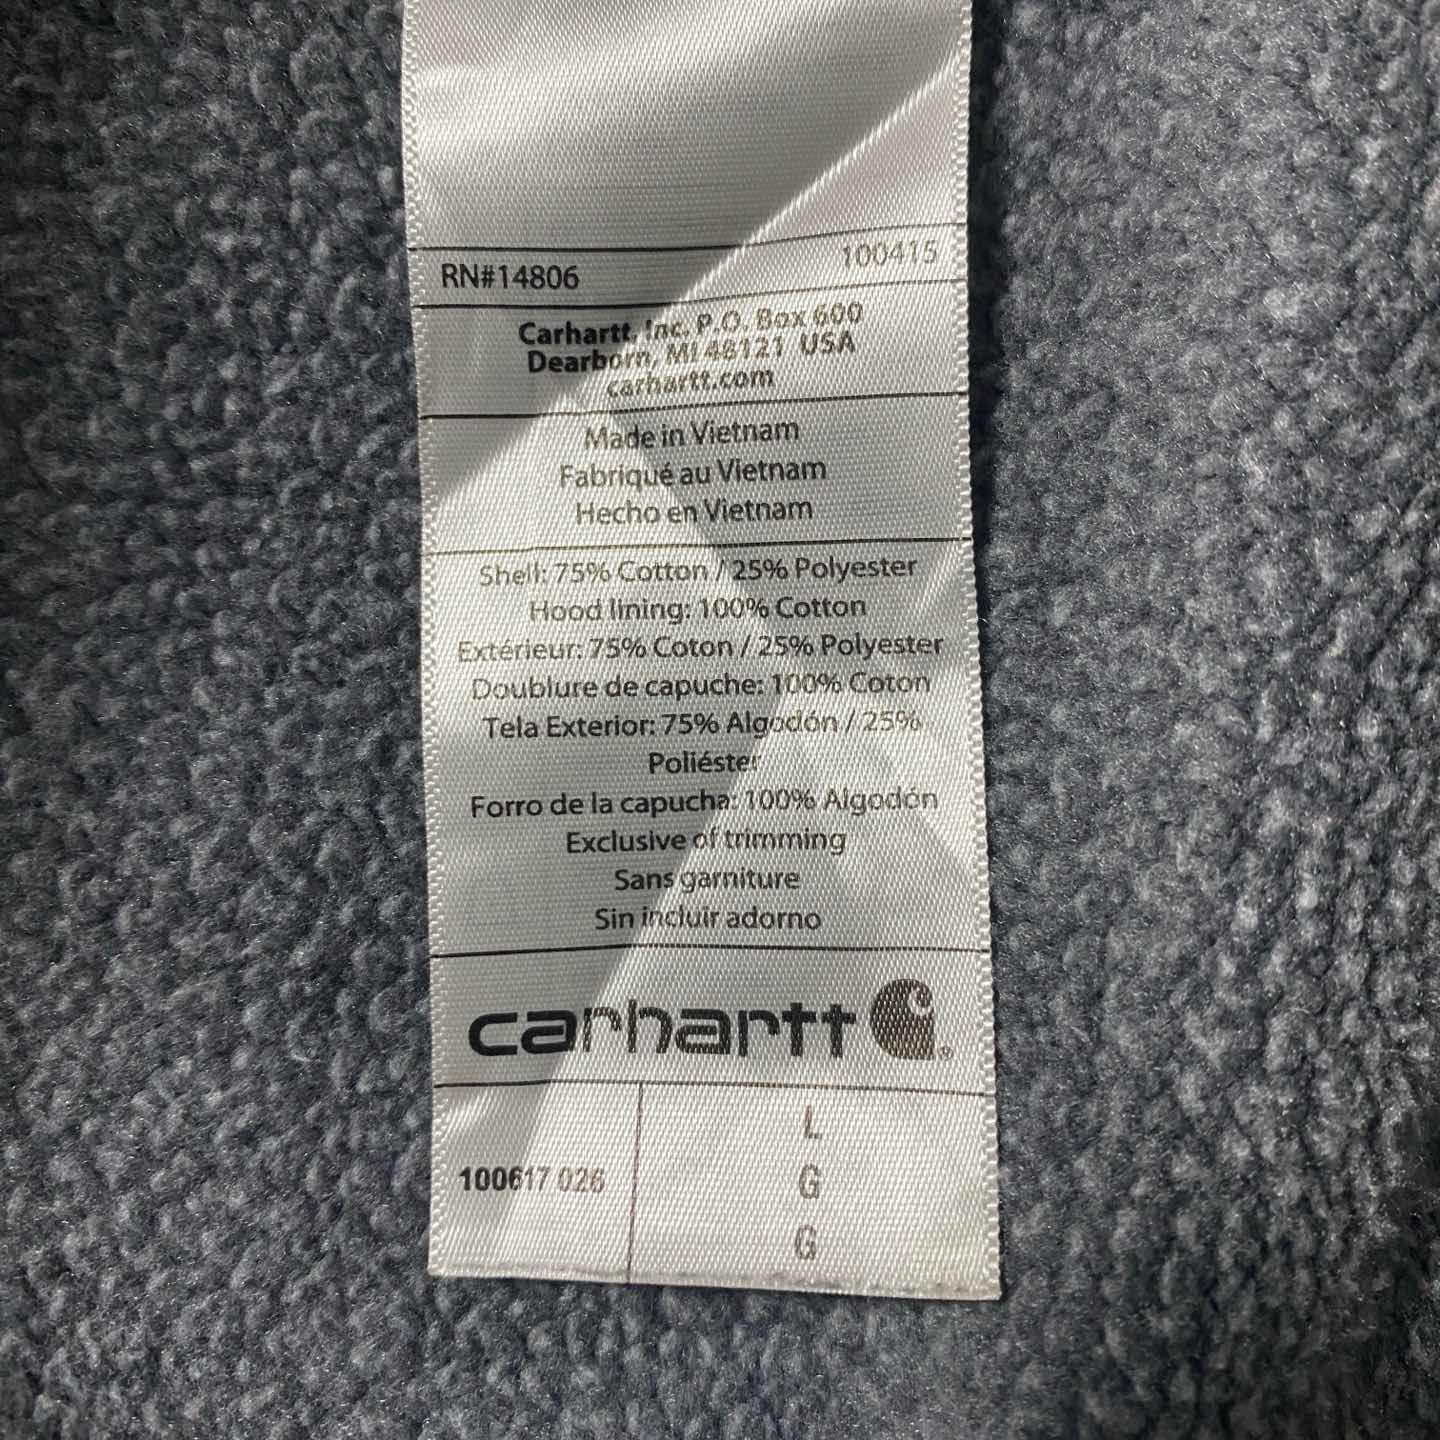 RN#14806 100415
Carhartt, Inc. P.O. Box 600
Dearborn, MI 48121 USA
carhartt.com
Made in Vietnam
Fabriqué au Vietnam
Hecho en Vietnam
Shell: 75% Cotton / 25% Polyester
Hood lining: 100% Cotton
Extérieur: 75% Coton / 25% Polyester
Doublure de capuche: 100% Coton
Tela Exterior: 75% Algodón / 25%
Poliéster
Forro de la capucha: 100% Algodón
Exclusive of trimming
Sans garniture
Sin incluir adorno
carhartt
L
100617 026 G
G